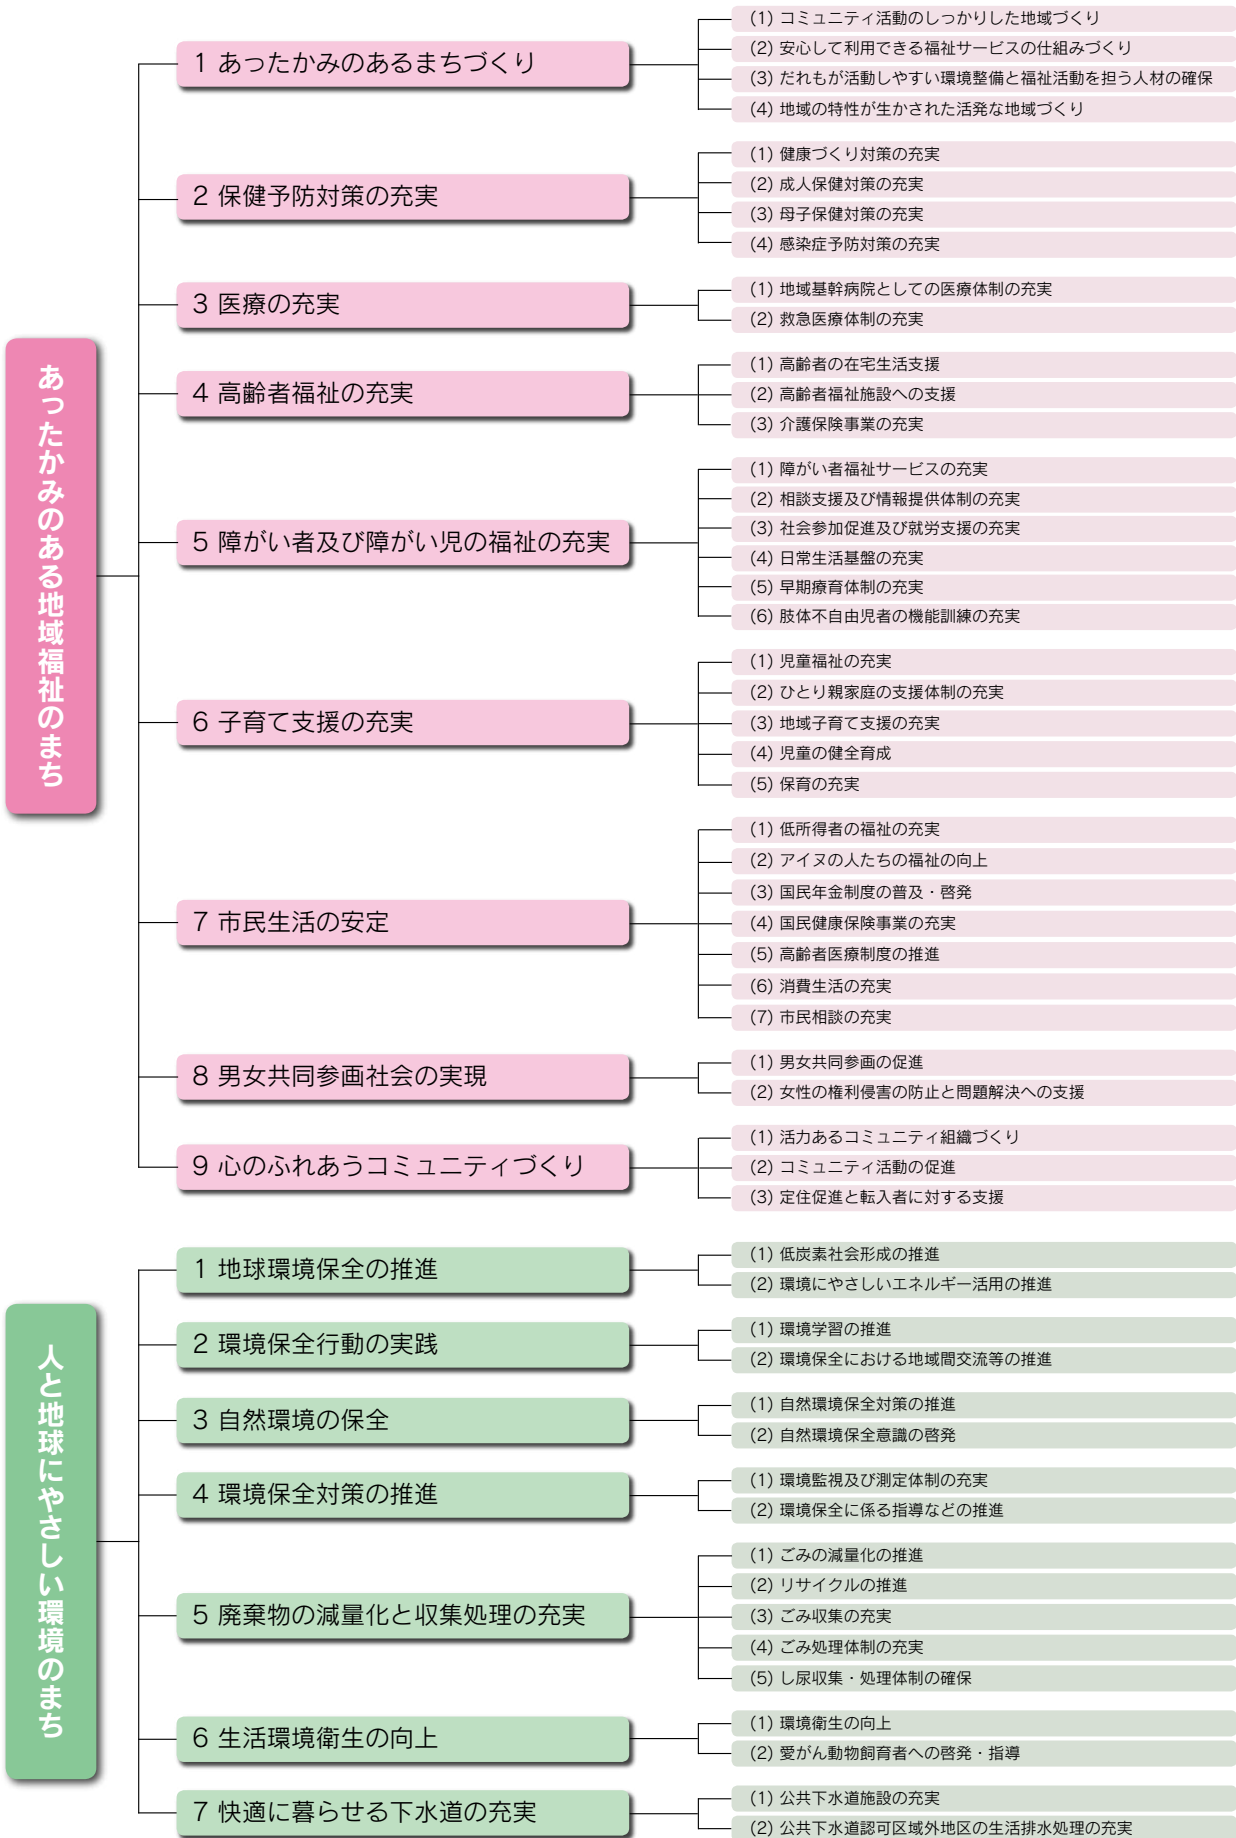 あったかみのある地域福祉のまち
1 あったかみのあるまちづくり
(1) コミュニティ活動のしっかりした地域づくり
(2) 安心して利用できる福祉サービスの仕組みづくり
(3) だれもが活動しやすい環境整備と福祉活動を担う人材の確保
(4) 地域の特性が生かされた活発な地域づくり
2 保健予防対策の充実
(1) 健康づくり対策の充実
(2) 成人保健対策の充実
(3) 母子保健対策の充実
(4) 感染症予防対策の充実
3 医療の充実
(1) 地域基幹病院としての医療体制の充実
(2) 救急医療体制の充実
4 高齢者福祉の充実
(1) 高齢者の在宅生活支援
(2) 高齢者福祉施設への支援
(3) 介護保険事業の充実
5 障がい者及び障がい児の福祉の充実
(1) 障がい者福祉サービスの充実
(2) 相談支援及び情報提供体制の充実
(3) 社会参加促進及び就労支援の充実
(4) 日常生活基盤の充実
(5) 早期療育体制の充実
(6) 肢体不自由児者の機能訓練の充実
6 子育て支援の充実
(1) 児童福祉の充実
(2) ひとり親家庭の支援体制の充実
(3) 地域子育て支援の充実
(4) 児童の健全育成
(5) 保育の充実
7 市民生活の安定
(1) 低所得者の福祉の充実
(2) アイヌの人たちの福祉の向上
(3) 国民年金制度の普及・啓発
(4) 国民健康保険事業の充実
(5) 高齢者医療制度の推進
(6) 消費生活の充実
(7) 市民相談の充実
8 男女共同参画社会の実現
(1) 男女共同参画の促進
(2) 女性の権利侵害の防止と問題解決への支援
9 心のふれあうコミュニティづくり
(1) 活力あるコミュニティ組織づくり
(2) コミュニティ活動の促進
(3) 定住促進と転入者に対する支援
人と地球にやさしい環境のまち
1 地球環境保全の推進
(1) 低炭素社会形成の推進
(2) 環境にやさしいエネルギー活用の推進
2 環境保全行動の実践
(1) 環境学習の推進
(2) 環境保全における地域間交流等の推進
3 自然環境の保全
(1) 自然環境保全対策の推進
(2) 自然環境保全意識の啓発
4 環境保全対策の推進
(1) 環境監視及び測定体制の充実
(2) 環境保全に係る指導などの推進
5 廃棄物の減量化と収集処理の充実
(1) ごみの減量化の推進
(2) リサイクルの推進
(3) ごみ収集の充実
(4) ごみ処理体制の充実
(5) し尿収集・処理体制の確保
6 生活環境衛生の向上
(1) 環境衛生の向上
(2) 愛がん動物飼育者への啓発・指導
7 快適に暮らせる下水道の充実
(1) 公共下水道施設の充実
(2) 公共下水道認可区域外地区の生活排水処理の充実